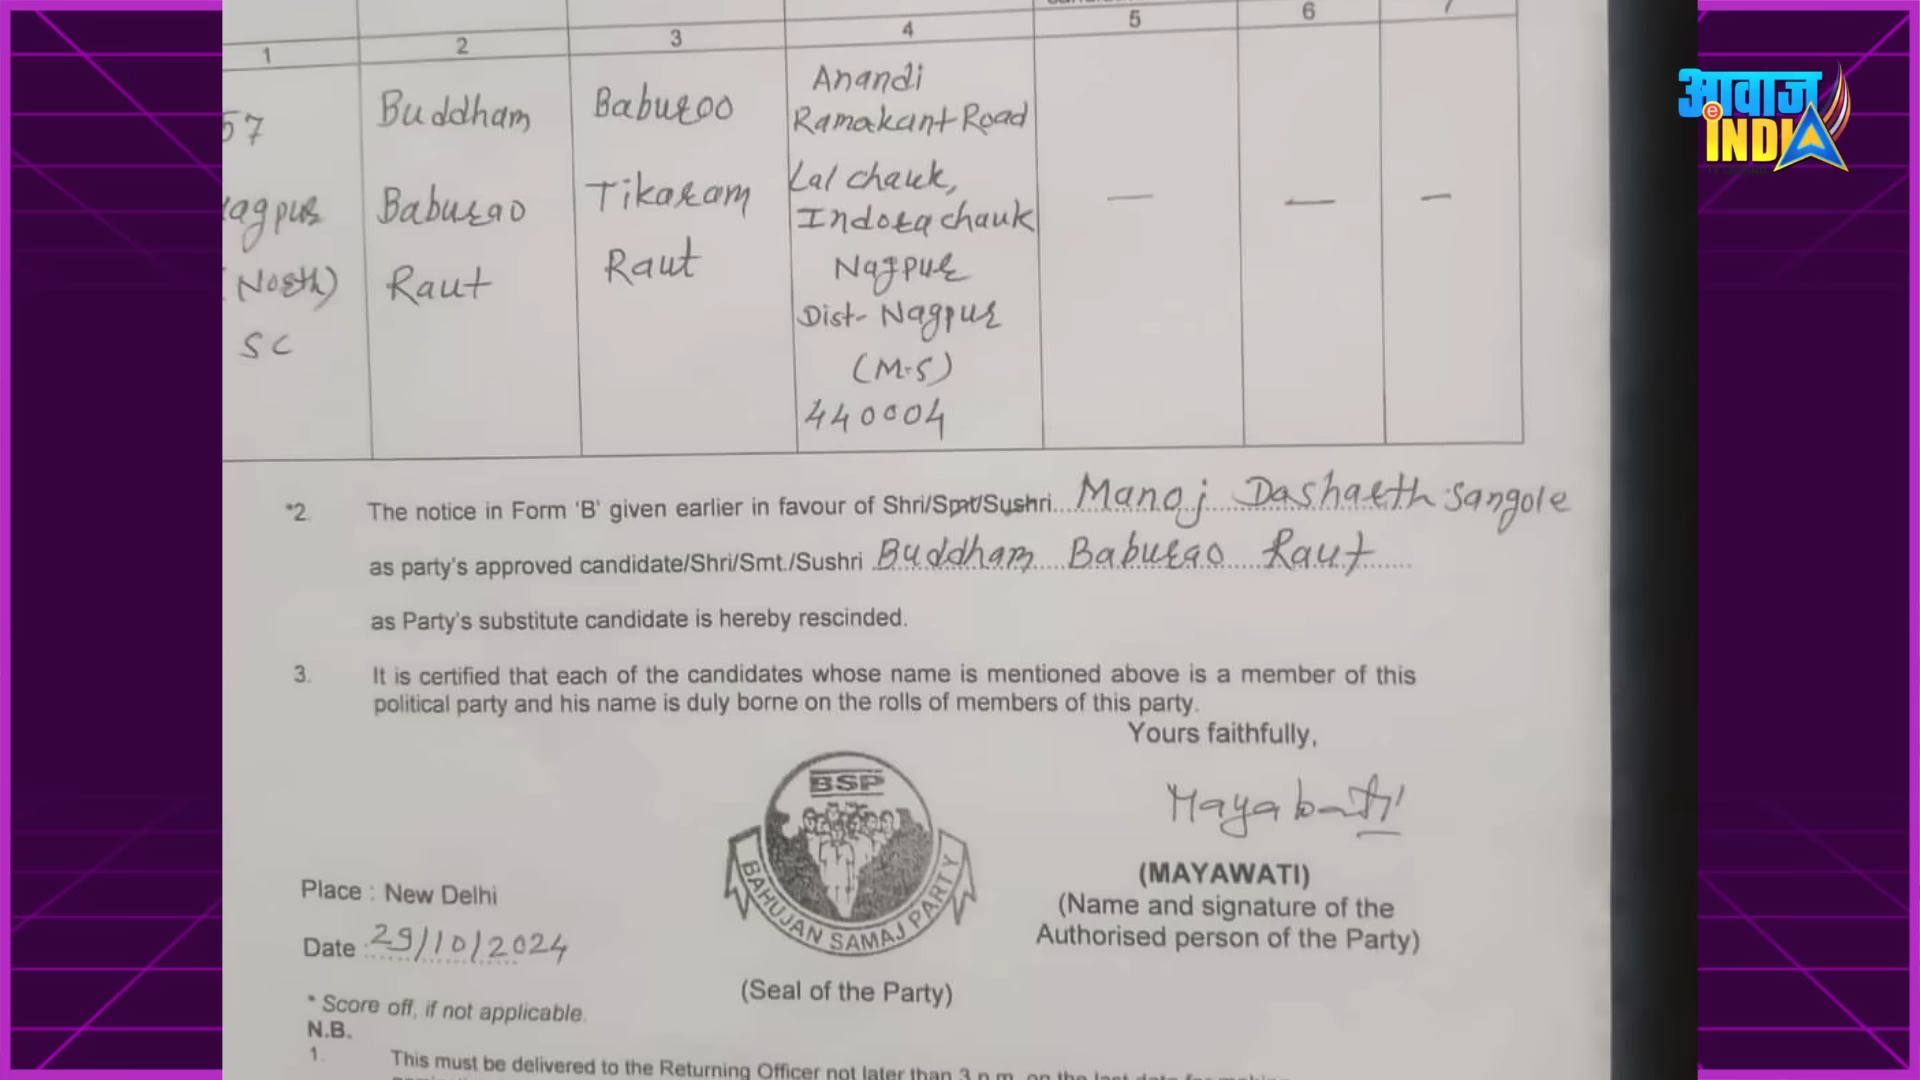 1 2 3 4 5 6 7
57 Buddham Baburoo Anandi
Ramakant Road
Nagpur Baburao Tikaram Lal chauk,
Indora chauk
(North) Raut Raut Nagpur
SC Dist- Nagpur
(M.S)
440004
— — —
*2. The notice in Form 'B' given earlier in favour of Shri/Smt/Sushri Manoj Dasharth Sangole
as party's approved candidate/Shri/Smt./Sushri Buddham Baburao Raut
as Party's substitute candidate is hereby rescinded.
3. It is certified that each of the candidates whose name is mentioned above is a member of this
political party and his name is duly borne on the rolls of members of this party.
Yours faithfully,
Mayabati
BSP
BAHUJAN SAMAJ PARTY
(MAYAWATI)
Place : New Delhi
(Name and signature of the
Date 29/10/2024
Authorised person of the Party)
(Seal of the Party)
* Score off, if not applicable.
N.B.
1. This must be delivered to the Returning Officer not later than 3 p.m. on the last date for making
आवाज
e
INDIA